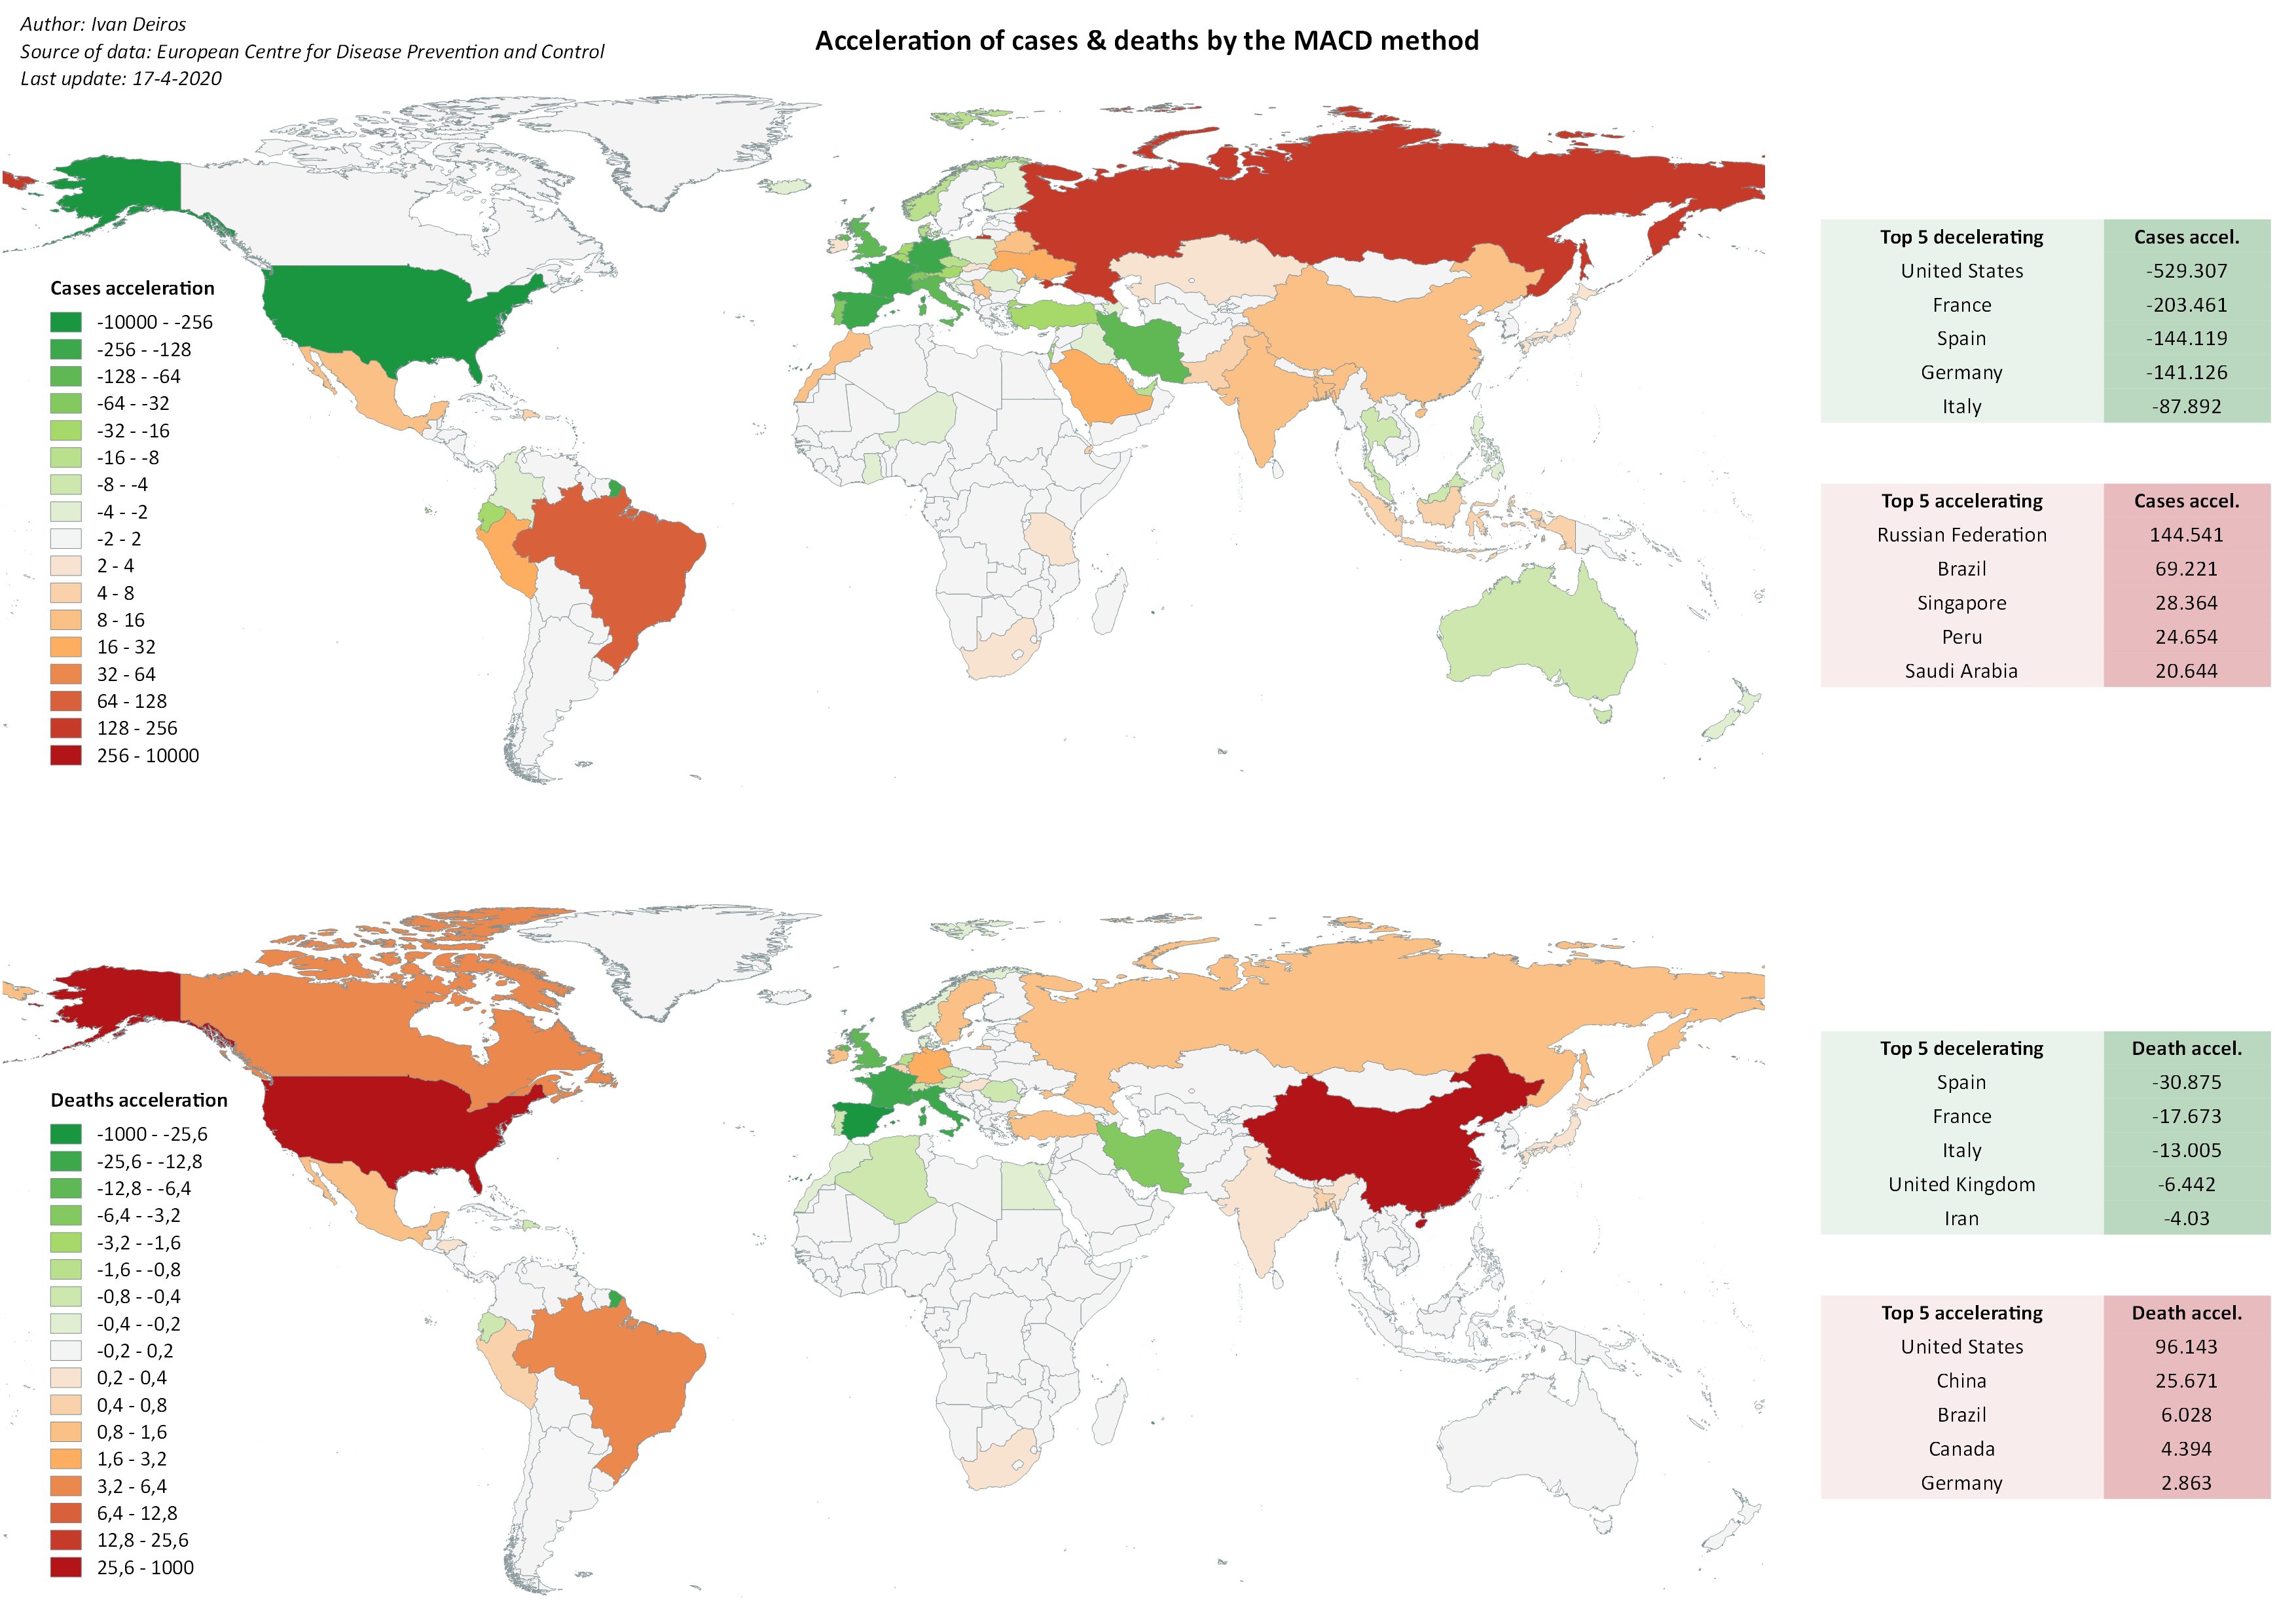 Author: Ivan Deiros
Source of data: European Centre for Disease Prevention and Control
Last update: 17-4-2020
Acceleration of cases & deaths by the MACD method
Cases acceleration
-10000 - -256
-256 - -128
-128 - -64
-64 - -32
-32 - -16
-16 - -8
-8 - -4
-4 - -2
-2 - 2
2 - 4
4 - 8
8 - 16
16 - 32
32 - 64
64 - 128
128 - 256
256 - 10000
Top 5 decelerating Cases accel.
United States -529.307
France -203.461
Spain -144.119
Germany -141.126
Italy -87.892
Top 5 accelerating Cases accel.
Russian Federation 144.541
Brazil 69.221
Singapore 28.364
Peru 24.654
Saudi Arabia 20.644
Deaths acceleration
-1000 - -25,6
-25,6 - -12,8
-12,8 - -6,4
-6,4 - -3,2
-3,2 - -1,6
-1,6 - -0,8
-0,8 - -0,4
-0,4 - -0,2
-0,2 - 0,2
0,2 - 0,4
0,4 - 0,8
0,8 - 1,6
1,6 - 3,2
3,2 - 6,4
6,4 - 12,8
12,8 - 25,6
25,6 - 1000
Top 5 decelerating Death accel.
Spain -30.875
France -17.673
Italy -13.005
United Kingdom -6.442
Iran -4.03
Top 5 accelerating Death accel.
United States 96.143
China 25.671
Brazil 6.028
Canada 4.394
Germany 2.863